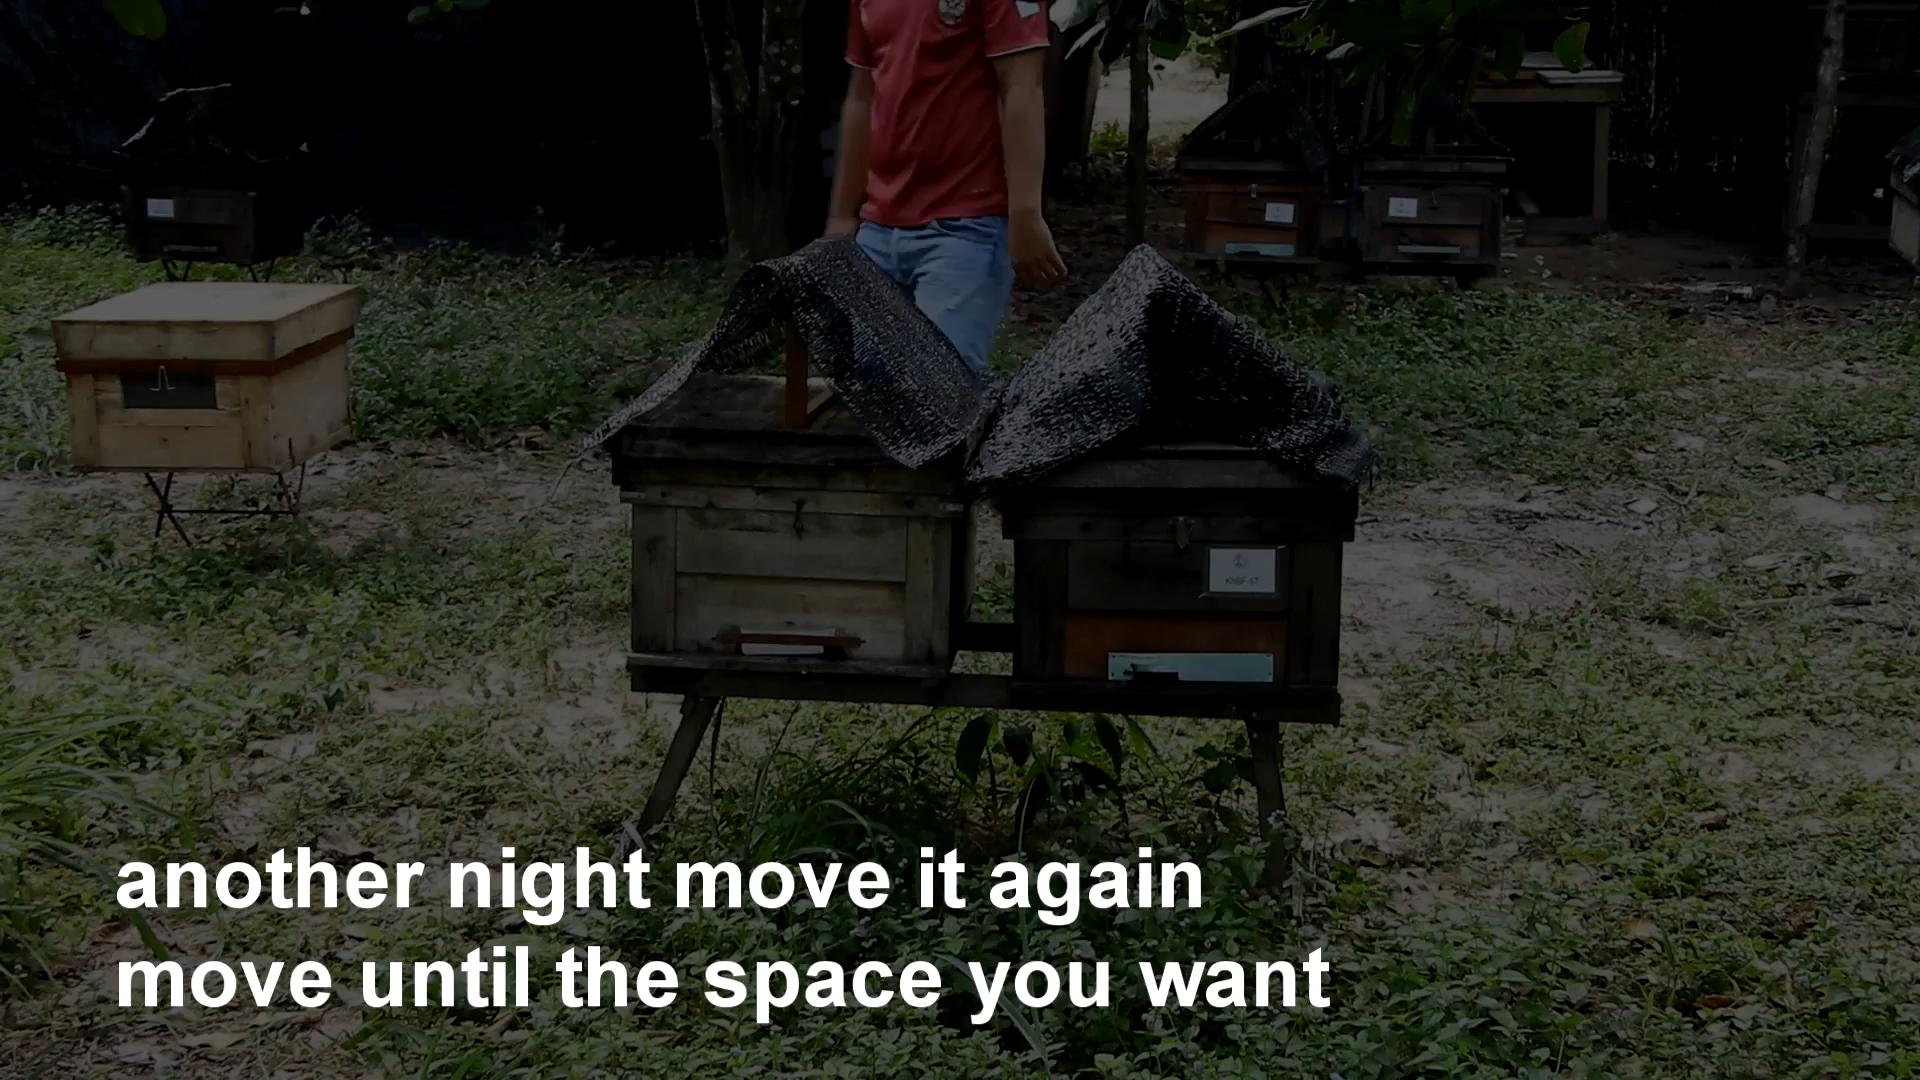 another night move it again
move until the space you want